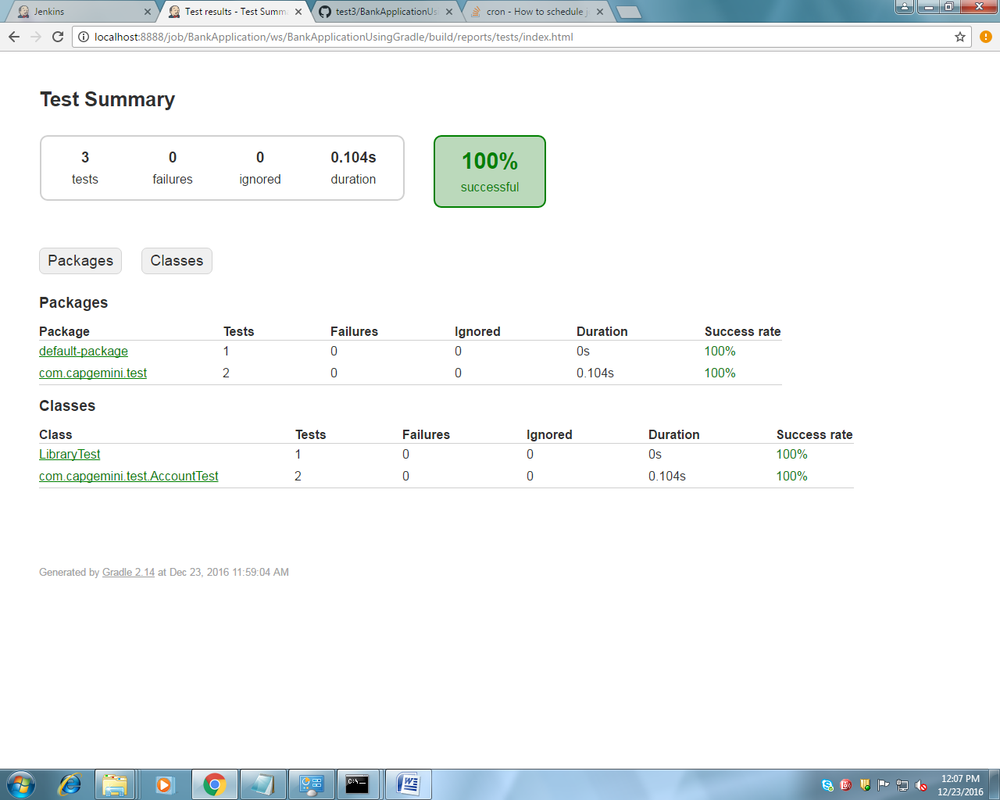 Jenkins
Test results - Test Summ
test3/BankApplicationUs
cron - How to schedule j
localhost:8888/job/BankApplication/ws/BankApplicationUsingGradle/build/reports/tests/index.html
Test Summary
3 0 0 0.104s
tests failures ignored duration
100%
successful
Packages Classes
Packages
Package Tests Failures Ignored Duration Success rate
default-package 1 0 0 0s 100%
com.capgemini.test 2 0 0 0.104s 100%
Classes
Class Tests Failures Ignored Duration Success rate
LibraryTest 1 0 0 0s 100%
com.capgemini.test.AccountTest 2 0 0 0.104s 100%
Generated by Gradle 2.14 at Dec 23, 2016 11:59:04 AM
12:07 PM
12/23/2016